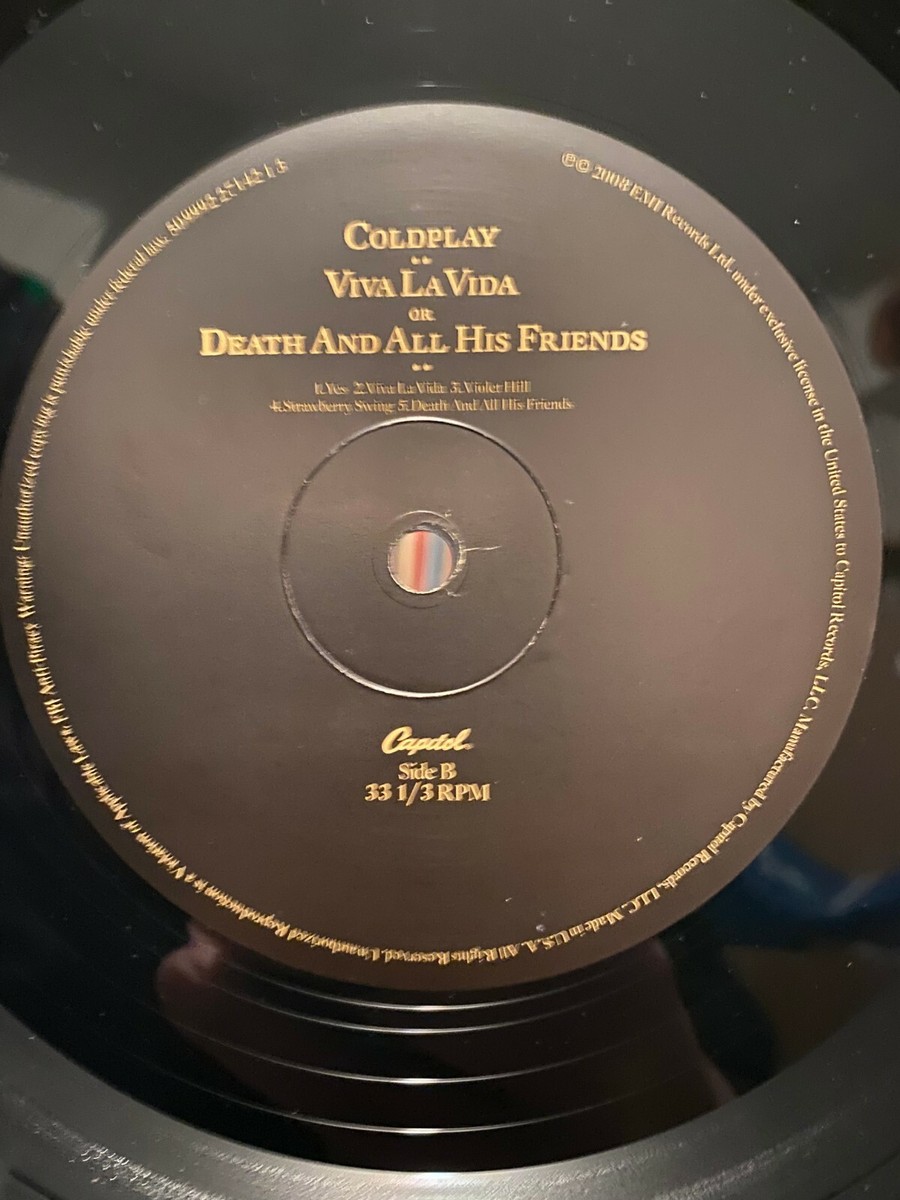 COLDPLAY
VIVA LA VIDA
OR
DEATH AND ALL HIS FRIENDS
1. Yes 2. Viva La Vida 3. Violet Hill
4. Strawberry Swing 5. Death And All His Friends
Capitol
Side B
33 1/3 RPM
℗© 2008 EMI Records Ltd. under exclusive license in the United States to Capitol Records, LLC. Manufactured by Capitol Records, LLC. Made in U.S.A. All Rights Reserved. Unauthorized Reproduction is a Violation of Applicable Laws. FBI Anti-Piracy Warning: Unauthorized copying is punishable under federal law.